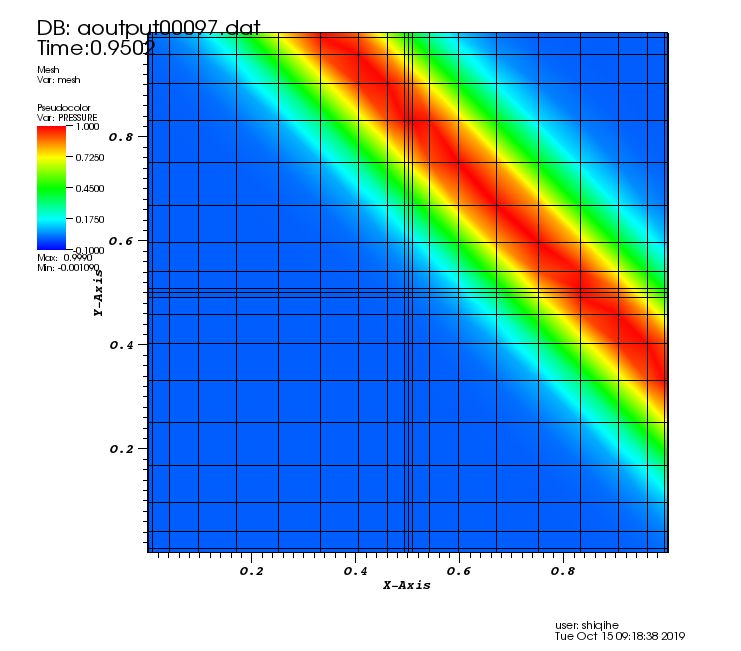 DB: aoutput00097.dat
Time:0.9502
Mesh
Var: mesh
Pseudocolor
Var: PRESSURE
1.000
0.7250
0.4500
0.1750
-0.1000
Max: 0.9990
Min: -0.001090
Y-Axis
0.8
0.6
0.4
0.2
0.2 0.4 0.6 0.8
X-Axis
user: shiqihe
Tue Oct 15 09:18:38 2019